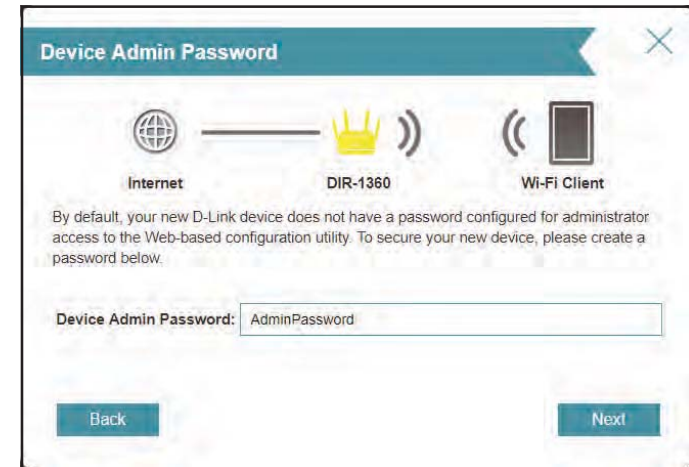 Device Admin Password
Internet DIR-1360 Wi-Fi Client
By default, your new D-Link device does not have a password configured for administrator
access to the Web-based configuration utility. To secure your new device, please create a
password below.
Device Admin Password: AdminPassword
Back Next